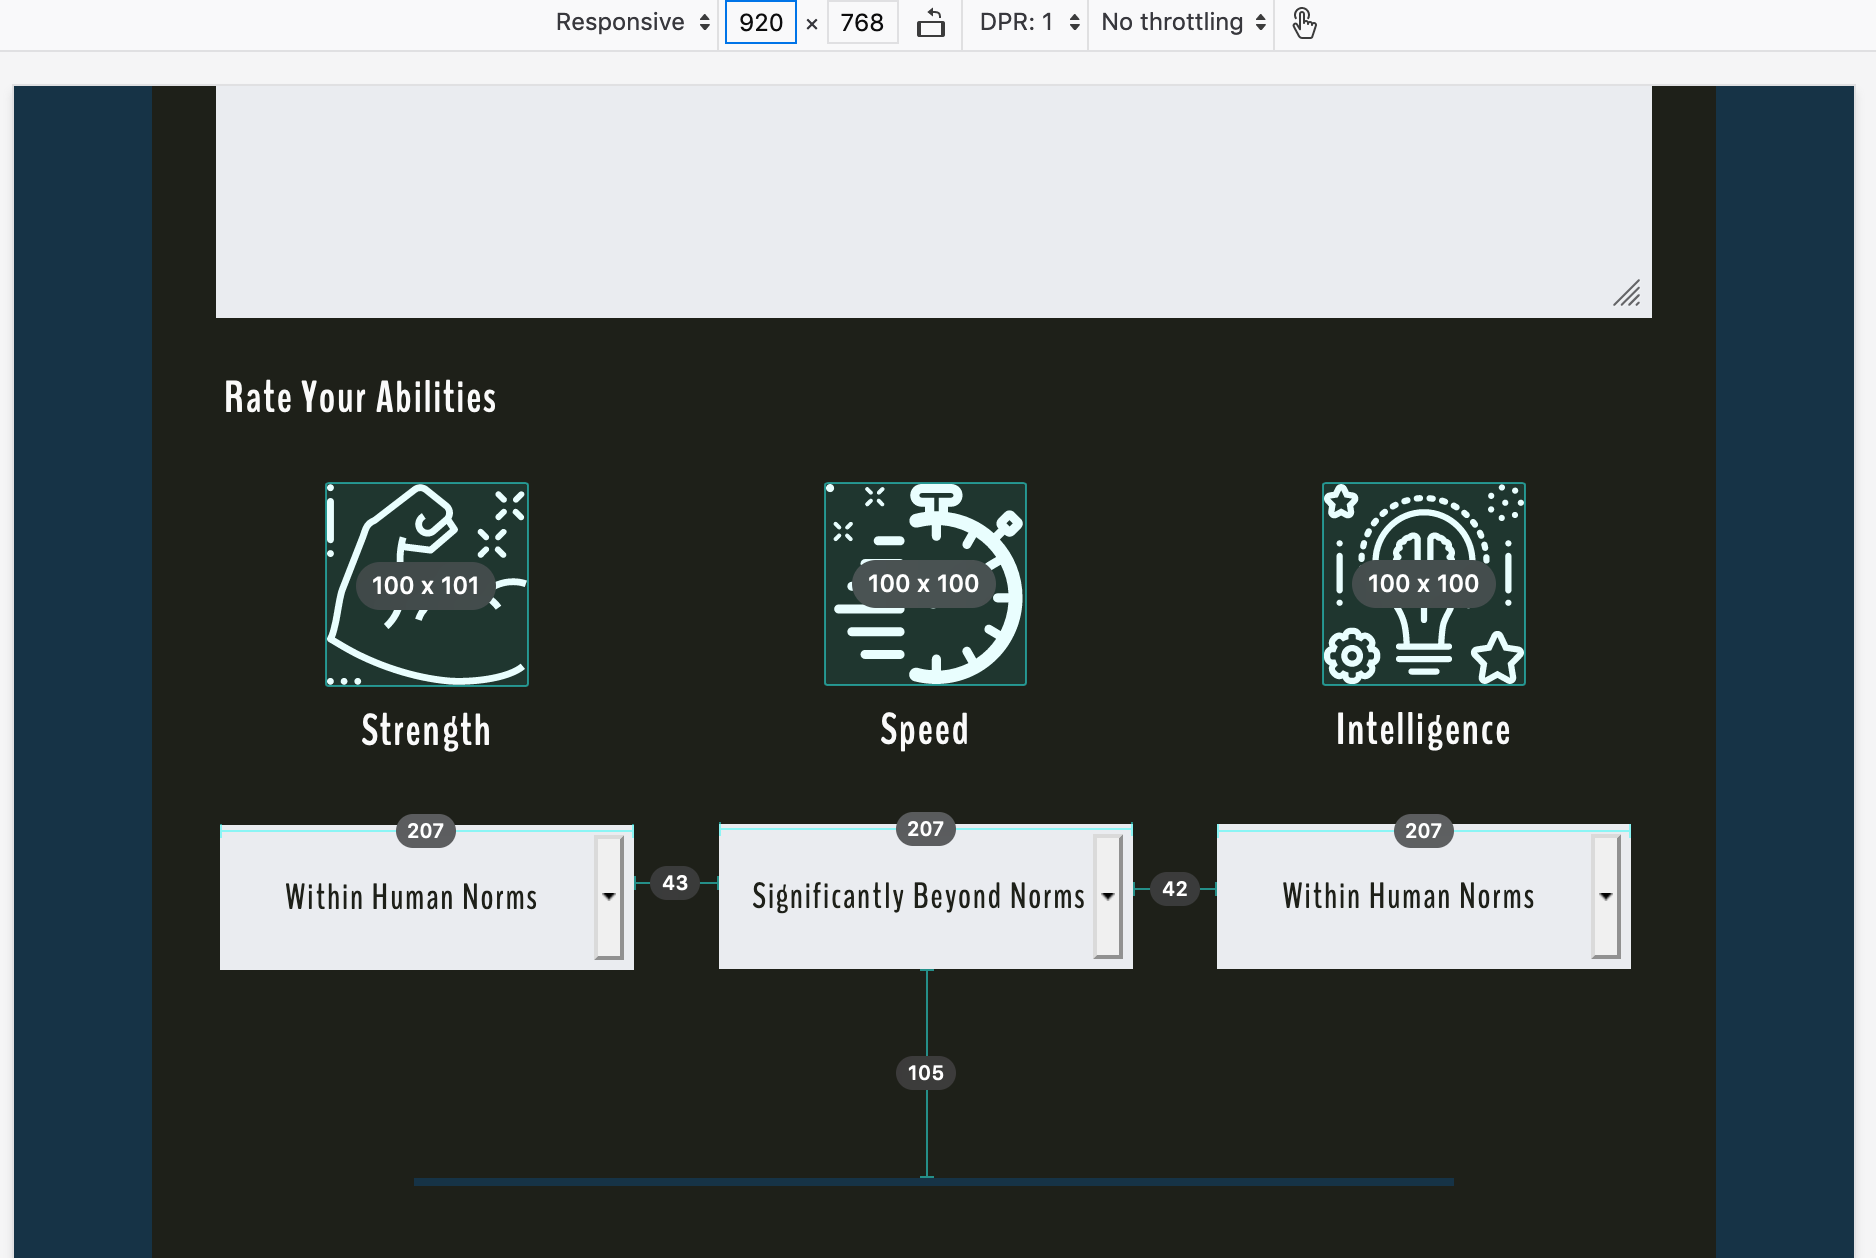 Responsive 920 × 768 DPR: 1 No throttling
Rate Your Abilities
100 x 101 100 x 100 100 x 100
Strength Speed Intelligence
207 207 207
Within Human Norms 43 Significantly Beyond Norms 42 Within Human Norms
105